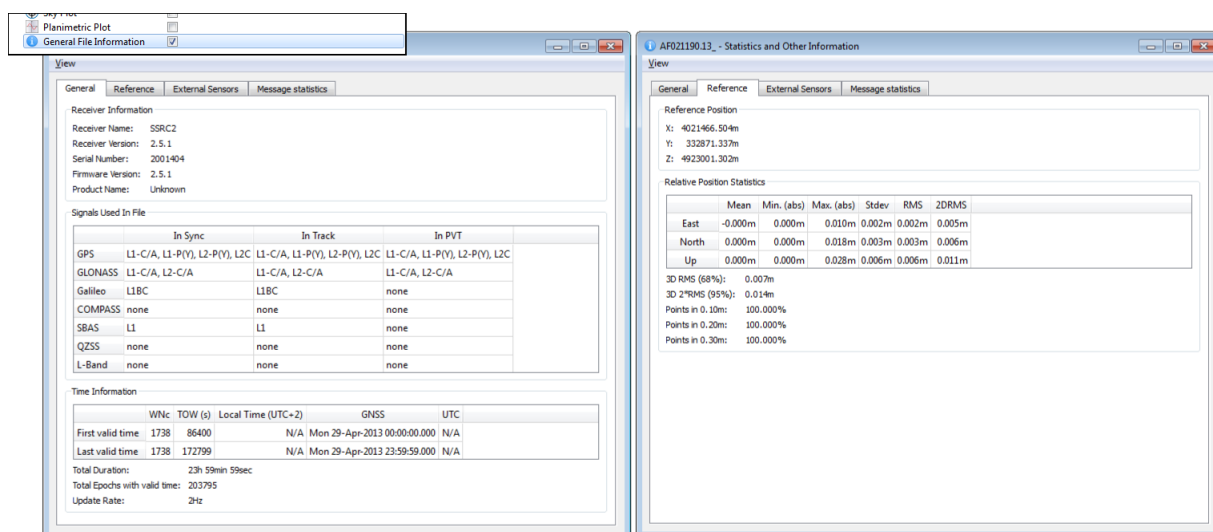 Sky Plot
Planimetric Plot
General File Information
View
General Reference External Sensors Message statistics
Receiver Information
Receiver Name: SSRC2
Receiver Version: 2.5.1
Serial Number: 2001404
Firmware Version: 2.5.1
Product Name: Unknown
Signals Used In File
In Sync In Track In PVT
GPS L1-C/A, L1-P(Y), L2-P(Y), L2C L1-C/A, L1-P(Y), L2-P(Y), L2C L1-C/A, L1-P(Y), L2-P(Y), L2C
GLONASS L1-C/A, L2-C/A L1-C/A, L2-C/A L1-C/A, L2-C/A
Galileo L1BC L1BC none
COMPASS none none none
SBAS L1 L1 none
QZSS none none none
L-Band none none none
Time Information
WNc TOW (s) Local Time (UTC+2) GNSS UTC
First valid time 1738 86400 N/A Mon 29-Apr-2013 00:00:00.000 N/A
Last valid time 1738 172799 N/A Mon 29-Apr-2013 23:59:59.000 N/A
Total Duration: 23h 59min 59sec
Total Epochs with valid time: 203795
Update Rate: 2Hz
AF021190.13_ - Statistics and Other Information
View
General Reference External Sensors Message statistics
Reference Position
X: 4021466.504m
Y: 332871.337m
Z: 4923001.302m
Relative Position Statistics
Mean Min. (abs) Max. (abs) Stdev RMS 2DRMS
East -0.000m 0.000m 0.010m 0.002m 0.002m 0.005m
North 0.000m 0.000m 0.018m 0.003m 0.003m 0.006m
Up 0.000m 0.000m 0.028m 0.006m 0.006m 0.011m
3D RMS (68%): 0.007m
3D 2*RMS (95%): 0.014m
Points in 0.10m: 100.000%
Points in 0.20m: 100.000%
Points in 0.30m: 100.000%